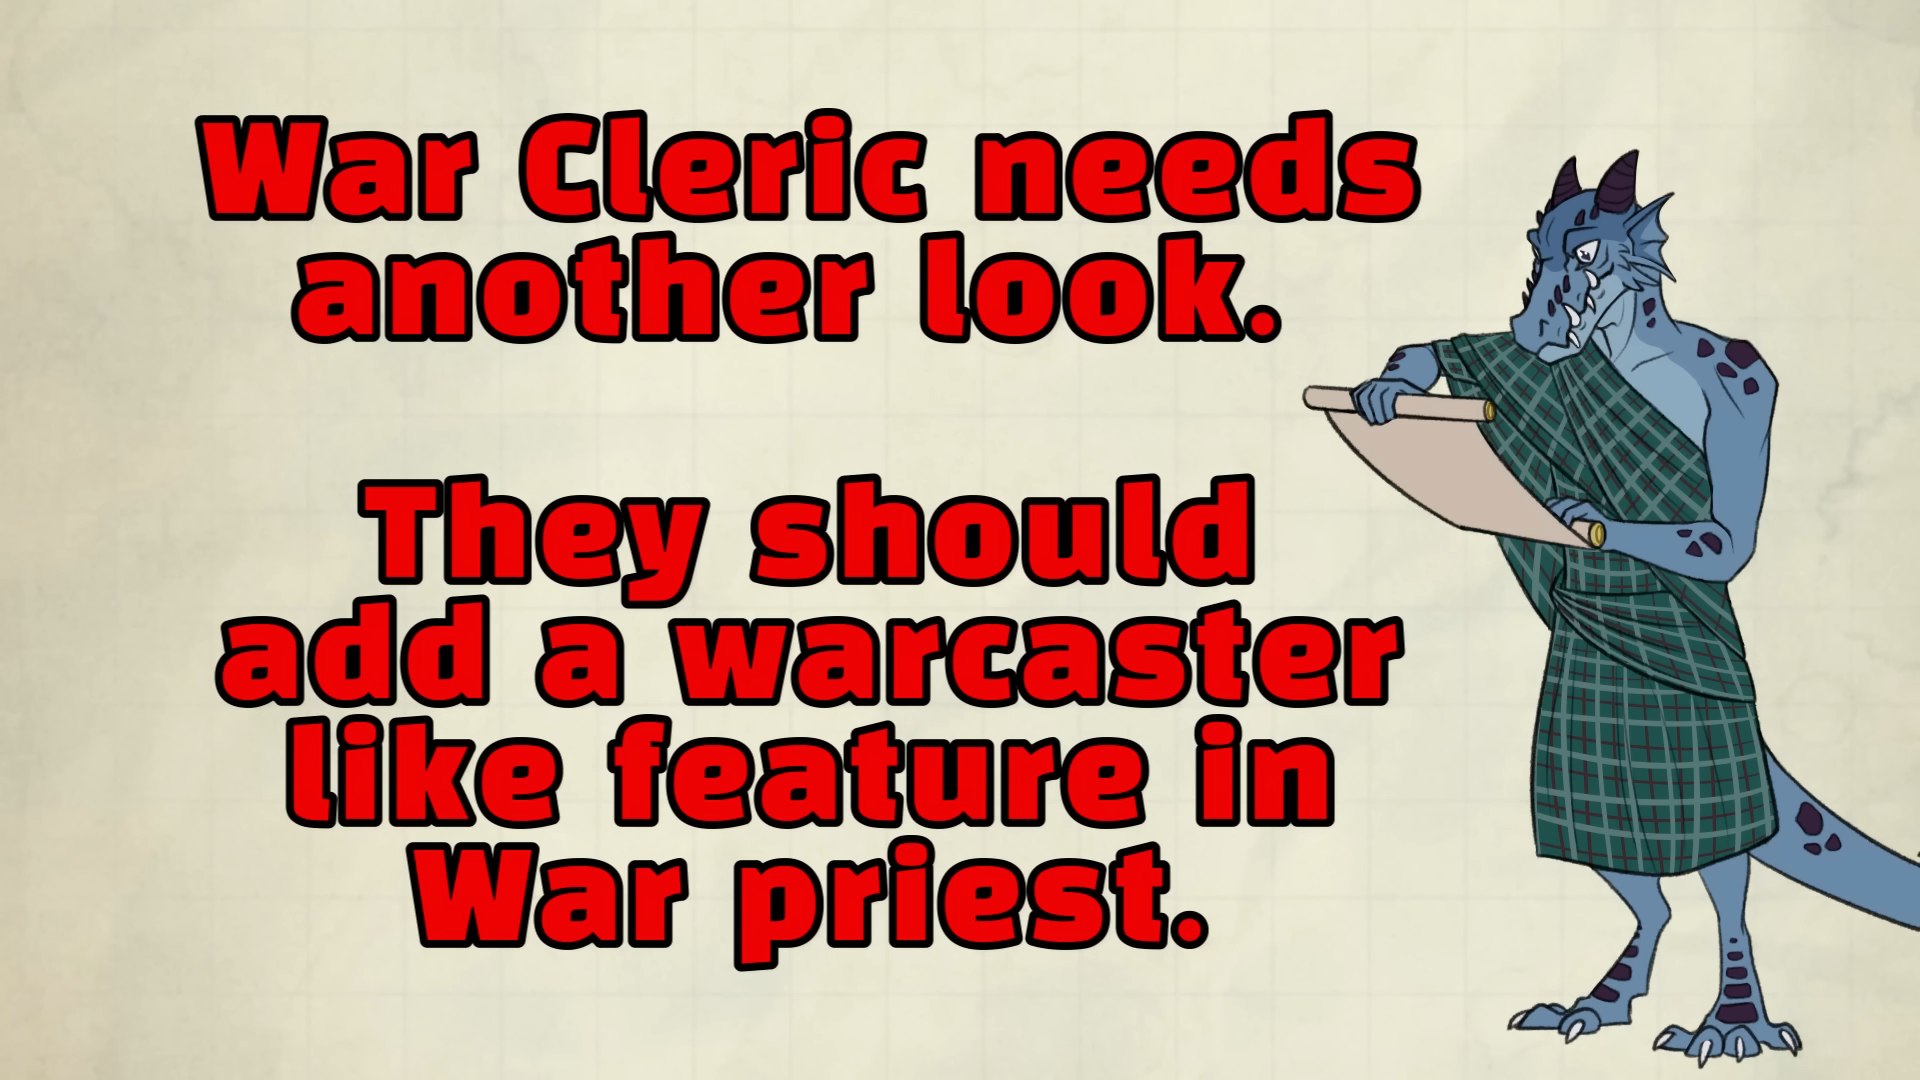 War Cleric needs
another look.
They should
add a warcaster
like feature in
War priest.